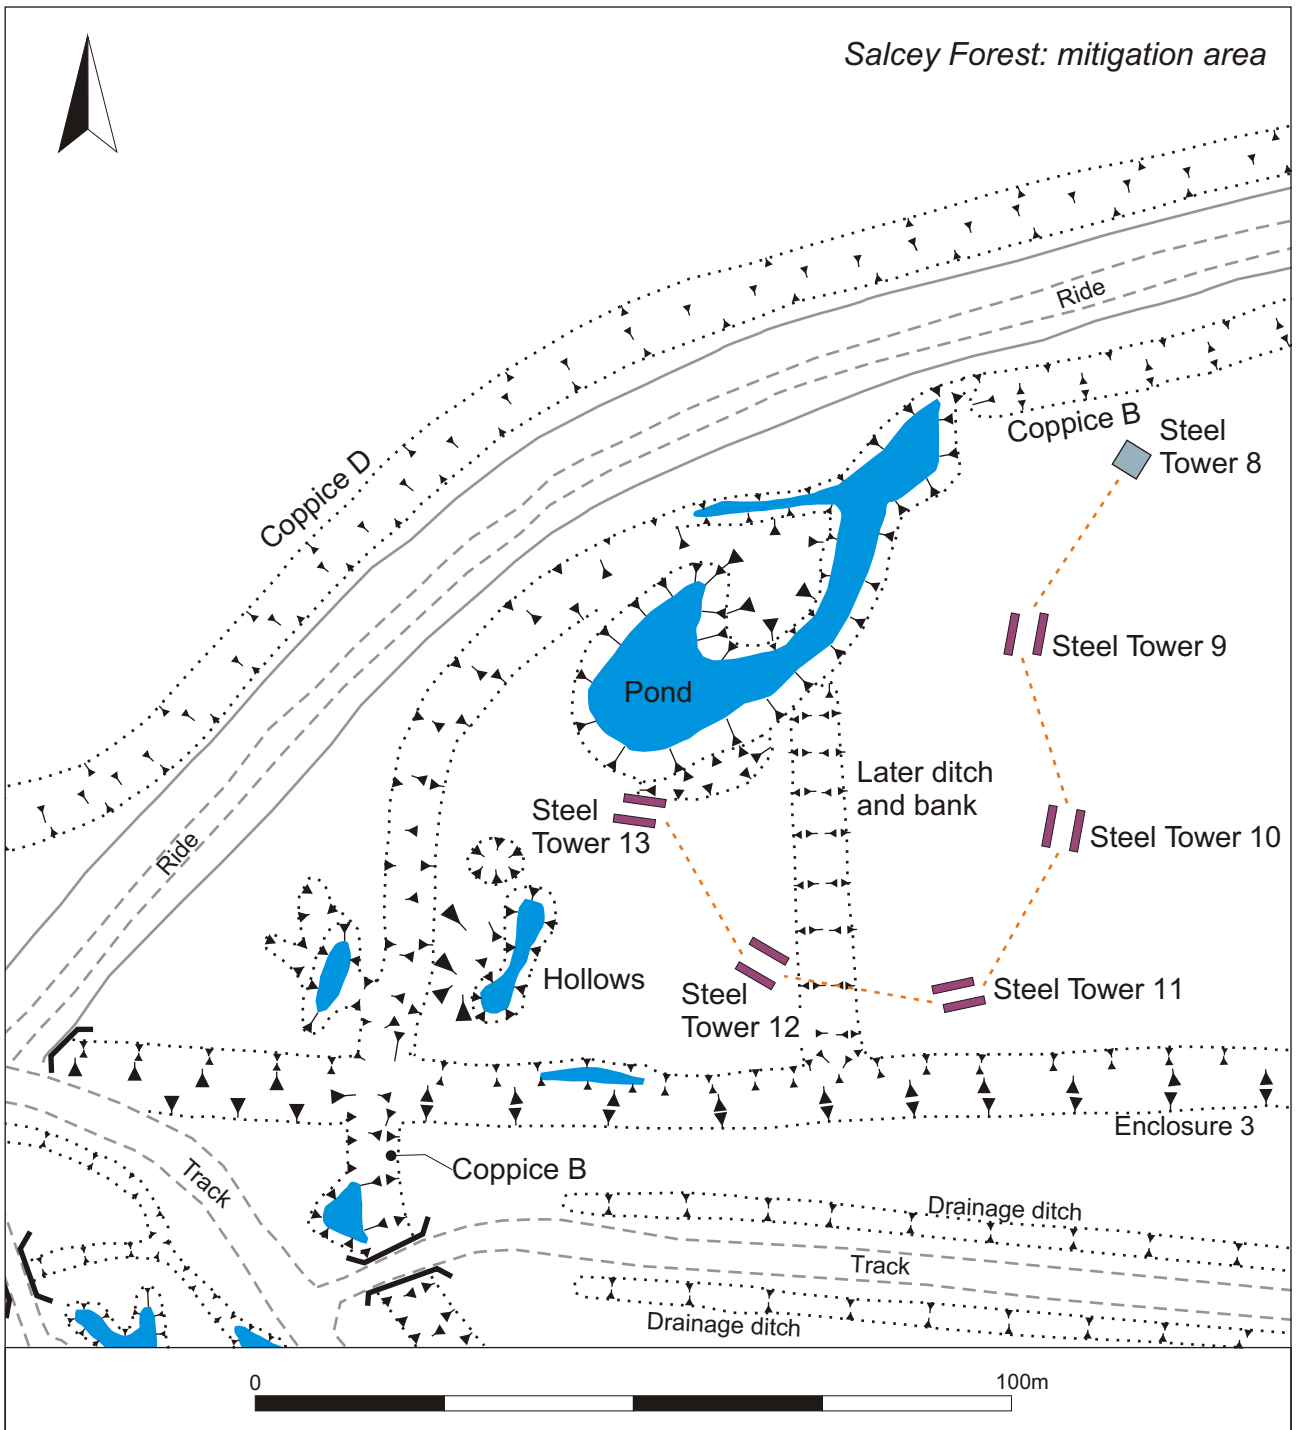 Salcey Forest: mitigation area
Ride
Coppice B
Steel
Tower 8
Coppice D
Steel Tower 9
Pond
Later ditch
and bank
Steel
Tower 13
Steel Tower 10
Ride
Hollows
Steel
Tower 12
Steel Tower 11
Enclosure 3
Coppice B
Track
Drainage ditch
Track
Drainage ditch
0
100m